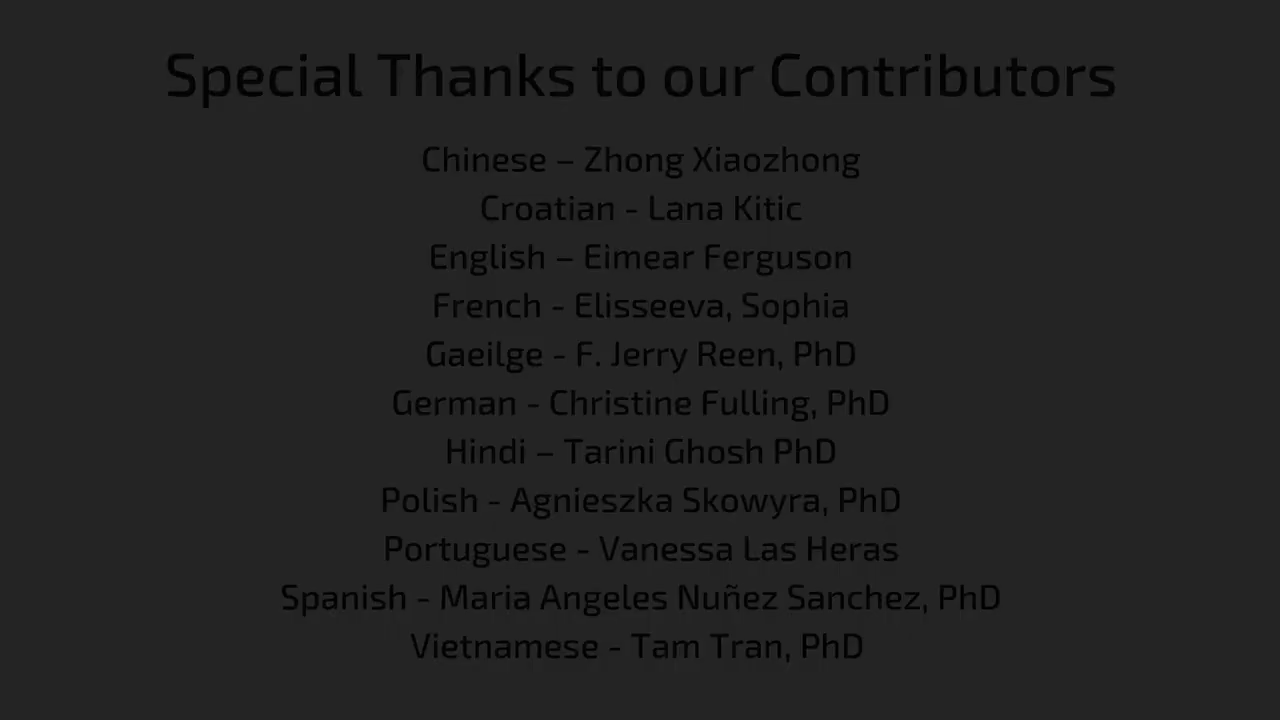 Special Thanks to our Contributors
Chinese – Zhong Xiaozhong
Croatian - Lana Kitic
English – Eimear Ferguson
French - Elisseeva, Sophia
Gaeilge - F. Jerry Reen, PhD
German - Christine Fulling, PhD
Hindi – Tarini Ghosh PhD
Polish - Agnieszka Skowyra, PhD
Portuguese - Vanessa Las Heras
Spanish - Maria Angeles Nuñez Sanchez, PhD
Vietnamese - Tam Tran, PhD